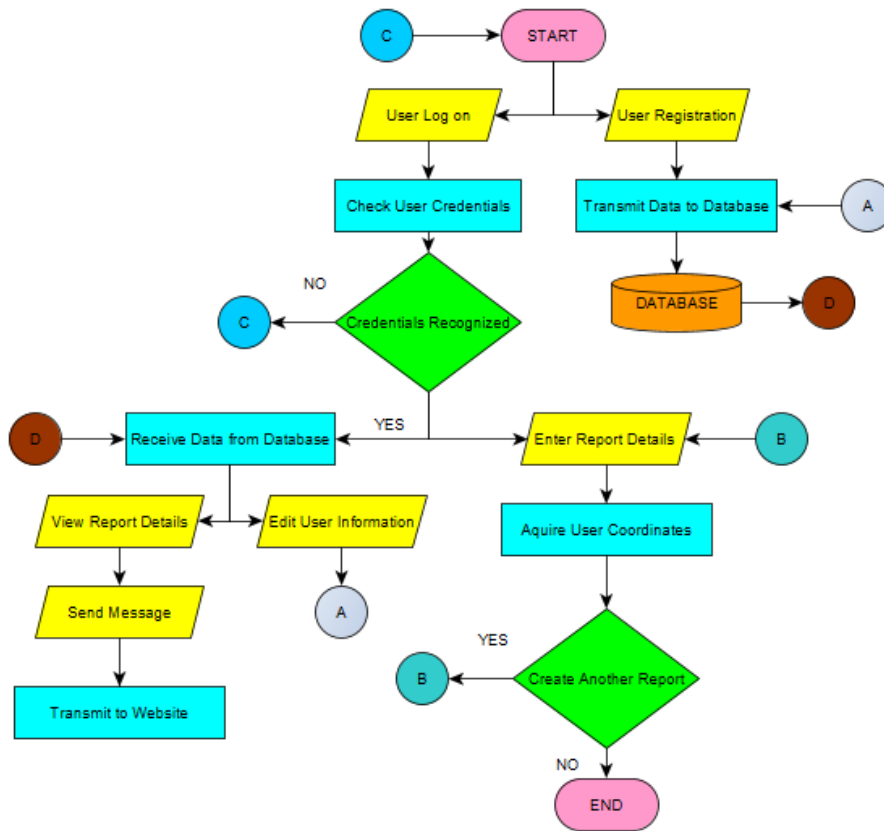 C
START
User Log on
User Registration
Check User Credentials
Transmit Data to Database
A
NO
C
Credentials Recognized
DATABASE
D
YES
D
Receive Data from Database
Enter Report Details
B
View Report Details
Edit User Information
Aquire User Coordinates
Send Message
A
YES
B
Create Another Report
Transmit to Website
NO
END